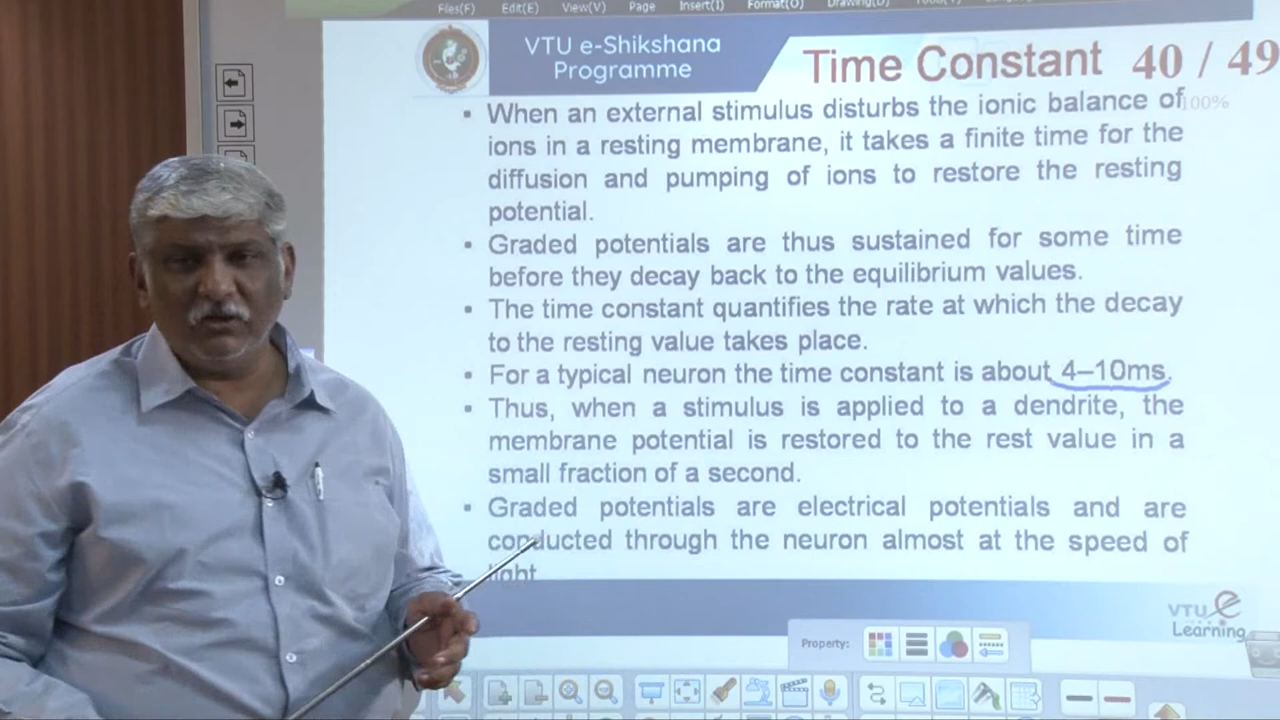 Files(F) Edit(E) View(V) Page Insert(I) Format(O) Drawing(D)
VTU e-Shikshana
Programme
Time Constant 40 / 49
100%
▪ When an external stimulus disturbs the ionic balance of
ions in a resting membrane, it takes a finite time for the
diffusion and pumping of ions to restore the resting
potential.
▪ Graded potentials are thus sustained for some time
before they decay back to the equilibrium values.
▪ The time constant quantifies the rate at which the decay
to the resting value takes place.
▪ For a typical neuron the time constant is about 4–10ms.
▪ Thus, when a stimulus is applied to a dendrite, the
membrane potential is restored to the rest value in a
small fraction of a second.
▪ Graded potentials are electrical potentials and are
conducted through the neuron almost at the speed of
light
VTU e
Learning
Property: